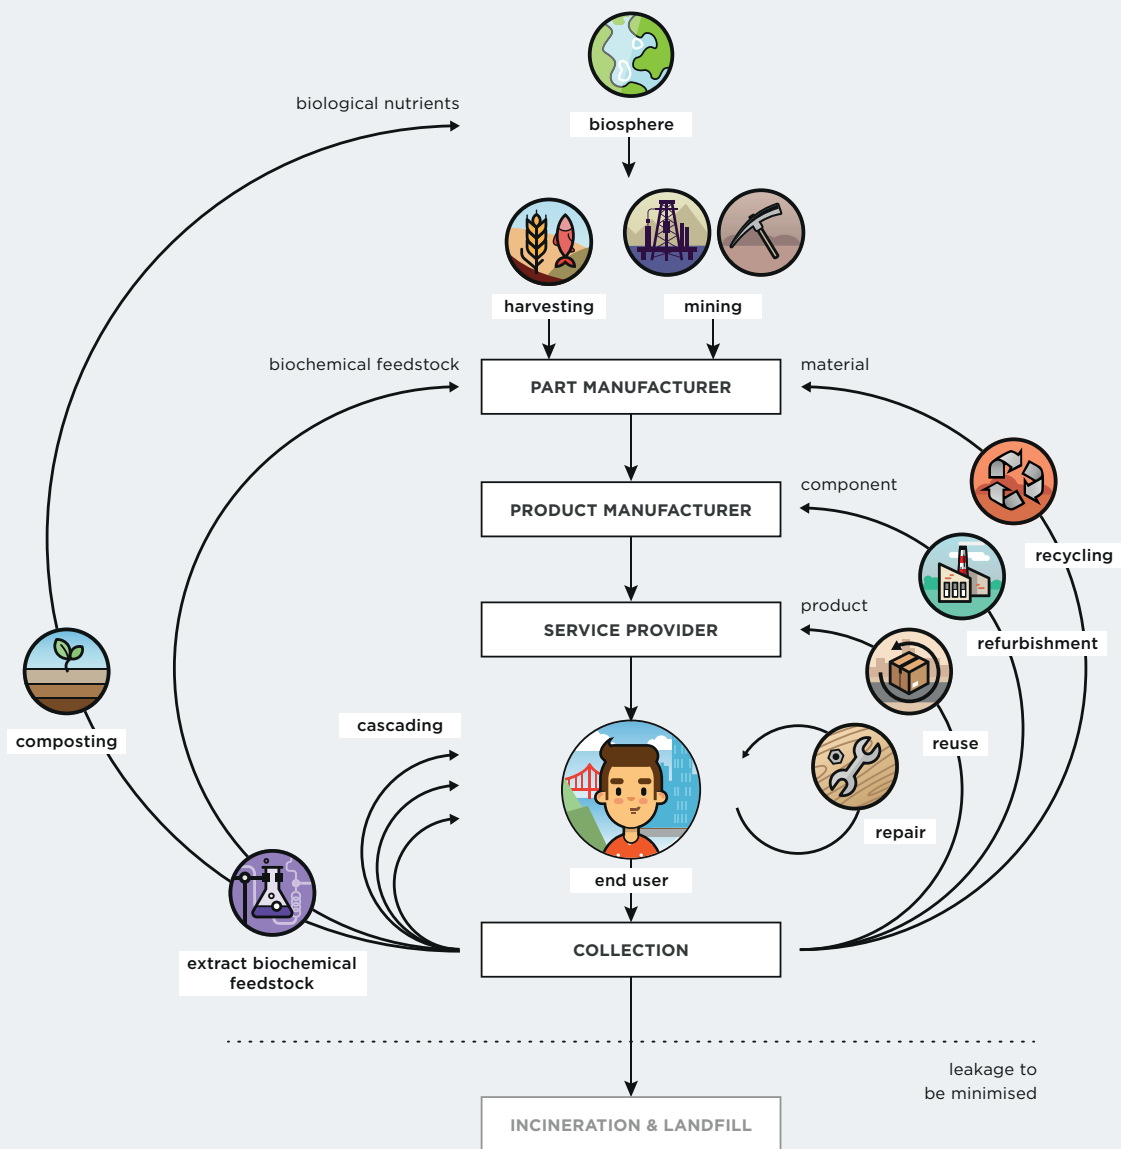 biological nutrients
biosphere
harvesting
mining
biochemical feedstock
PART MANUFACTURER
material
component
PRODUCT MANUFACTURER
recycling
product
SERVICE PROVIDER
refurbishment
cascading
composting
reuse
repair
end user
COLLECTION
extract biochemical
feedstock
leakage to
be minimised
INCINERATION & LANDFILL